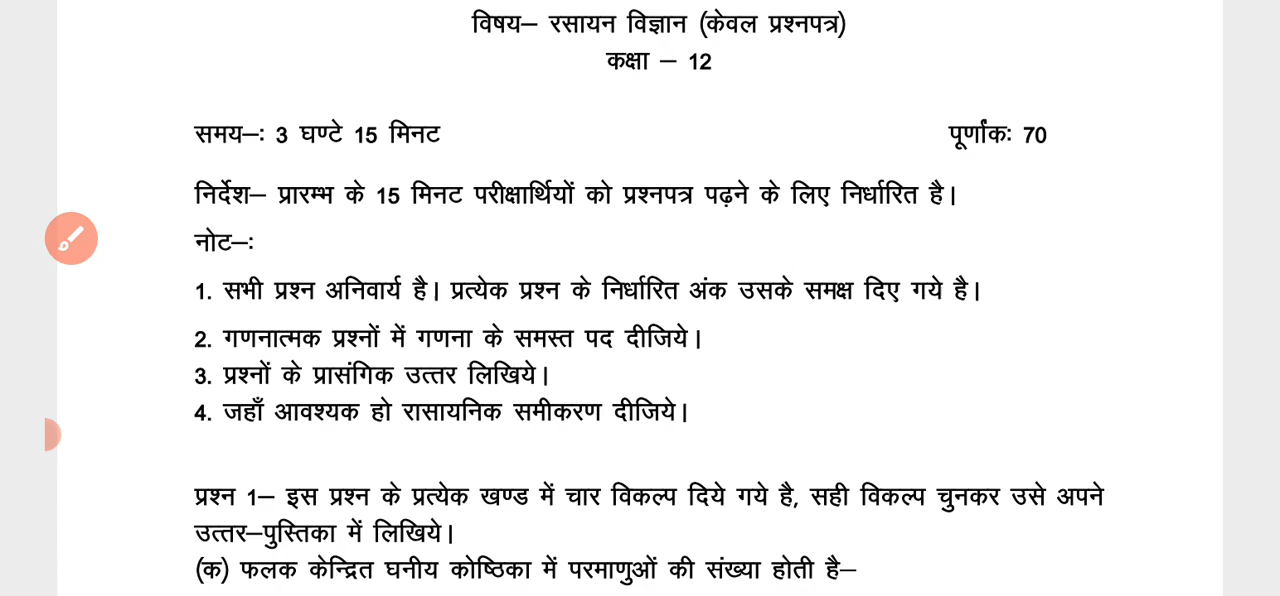 विषय– रसायन विज्ञान (केवल प्रश्नपत्र)
कक्षा – 12
समय–: 3 घण्टे 15 मिनट पूर्णांक: 70
निर्देश– प्रारम्भ के 15 मिनट परीक्षार्थियों को प्रश्नपत्र पढ़ने के लिए निर्धारित है।
नोट–:
1. सभी प्रश्न अनिवार्य है। प्रत्येक प्रश्न के निर्धारित अंक उसके समक्ष दिए गये है।
2. गणनात्मक प्रश्नों में गणना के समस्त पद दीजिये।
3. प्रश्नों के प्रासंगिक उत्तर लिखिये।
4. जहाँ आवश्यक हो रासायनिक समीकरण दीजिये।
प्रश्न 1– इस प्रश्न के प्रत्येक खण्ड में चार विकल्प दिये गये है, सही विकल्प चुनकर उसे अपने
उत्तर–पुस्तिका में लिखिये।
(क) फलक केन्द्रित घनीय कोष्ठिका में परमाणुओं की संख्या होती है–